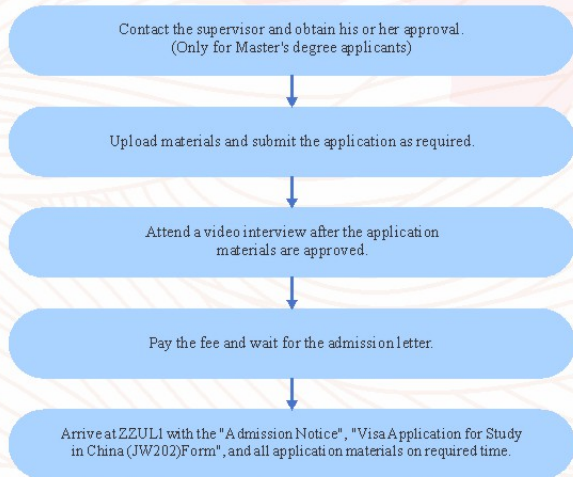 Contact the supervisor and obtain his or her approval.
(Only for Master's degree applicants)
Upload materials and submit the application as required.
Attend a video interview after the application
materials are approved.
Pay the fee and wait for the admission letter.
Arrive at ZZULI with the "Admission Notice", "Visa Application for Study
in China (JW202)Form", and all application materials on required time.